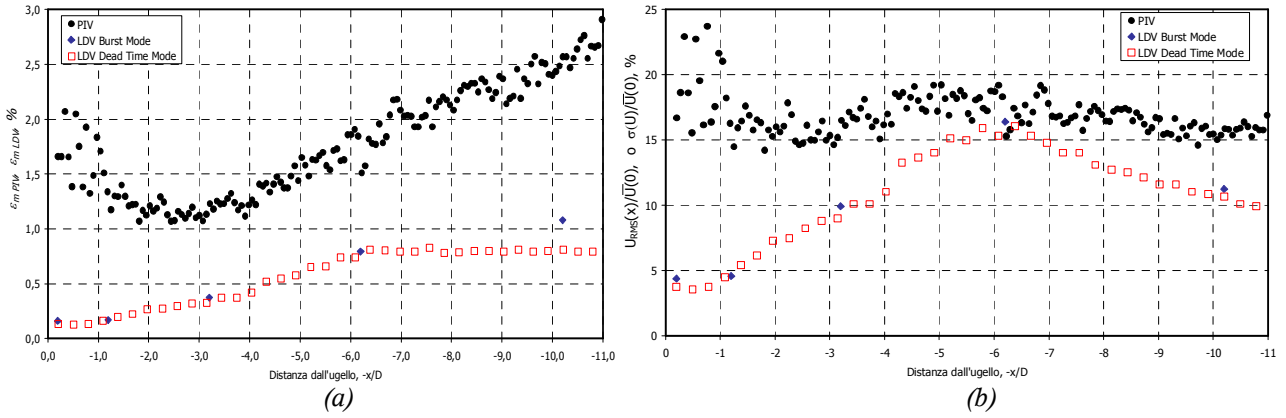 3,0
2,5
2,0
1,5
1,0
0,5
0,0
ε m PIV, ε m LDV %
PIV
LDV Burst Mode
LDV Dead Time Mode
0,0 -1,0 -2,0 -3,0 -4,0 -5,0 -6,0 -7,0 -8,0 -9,0 -10,0 -11,0
Distanza dall'ugello, -x/D
(a)
25
20
15
10
5
0
U̅RMS(x)/U̅(0), o σ(U)/U̅(0), %
PIV
LDV Burst Mode
LDV Dead Time Mode
0 -1 -2 -3 -4 -5 -6 -7 -8 -9 -10 -11
Distanza dall'ugello, -x/D
(b)